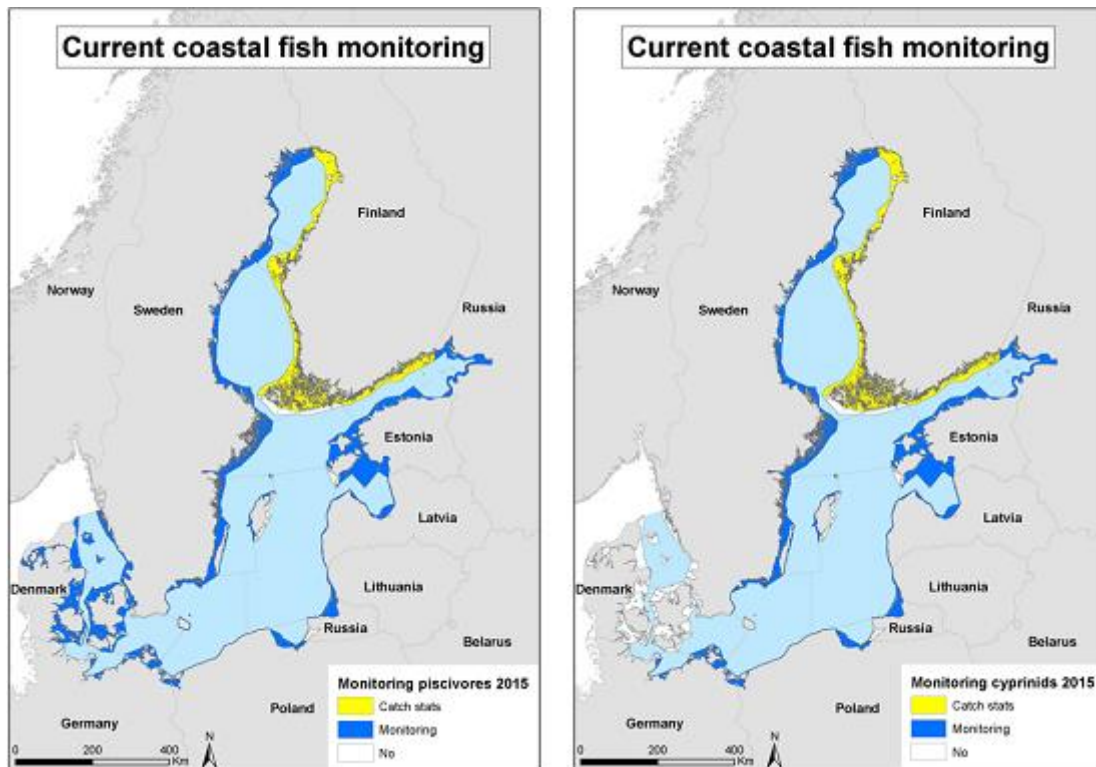 Current coastal fish monitoring
Finland
Norway
Sweden
Russia
Estonia
Latvia
Denmark
Lithuania
Russia
Belarus
Poland
Germany
Monitoring piscivores 2015
Catch stats
Monitoring
No
0 200 400
Km
N
Current coastal fish monitoring
Finland
Norway
Sweden
Russia
Estonia
Latvia
Denmark
Lithuania
Russia
Belarus
Poland
Germany
Monitoring cyprinids 2015
Catch stats
Monitoring
No
0 200 400
Km
N